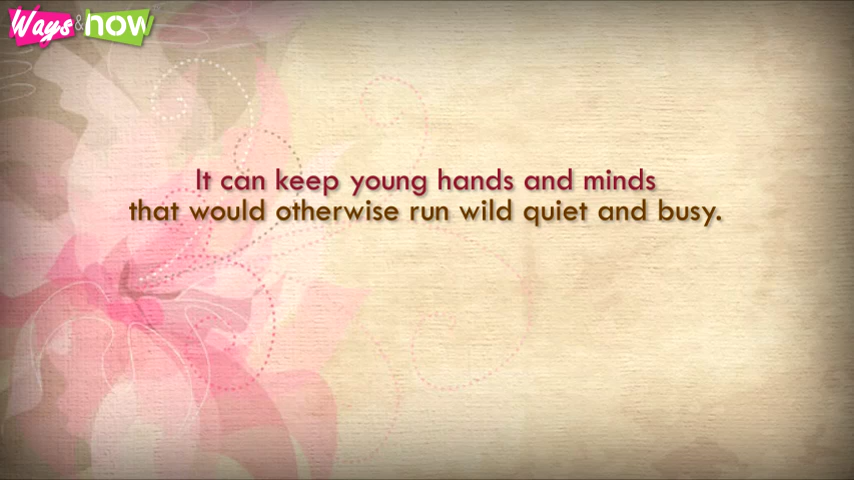 Ways & how
It can keep young hands and minds
that would otherwise run wild quiet and busy.